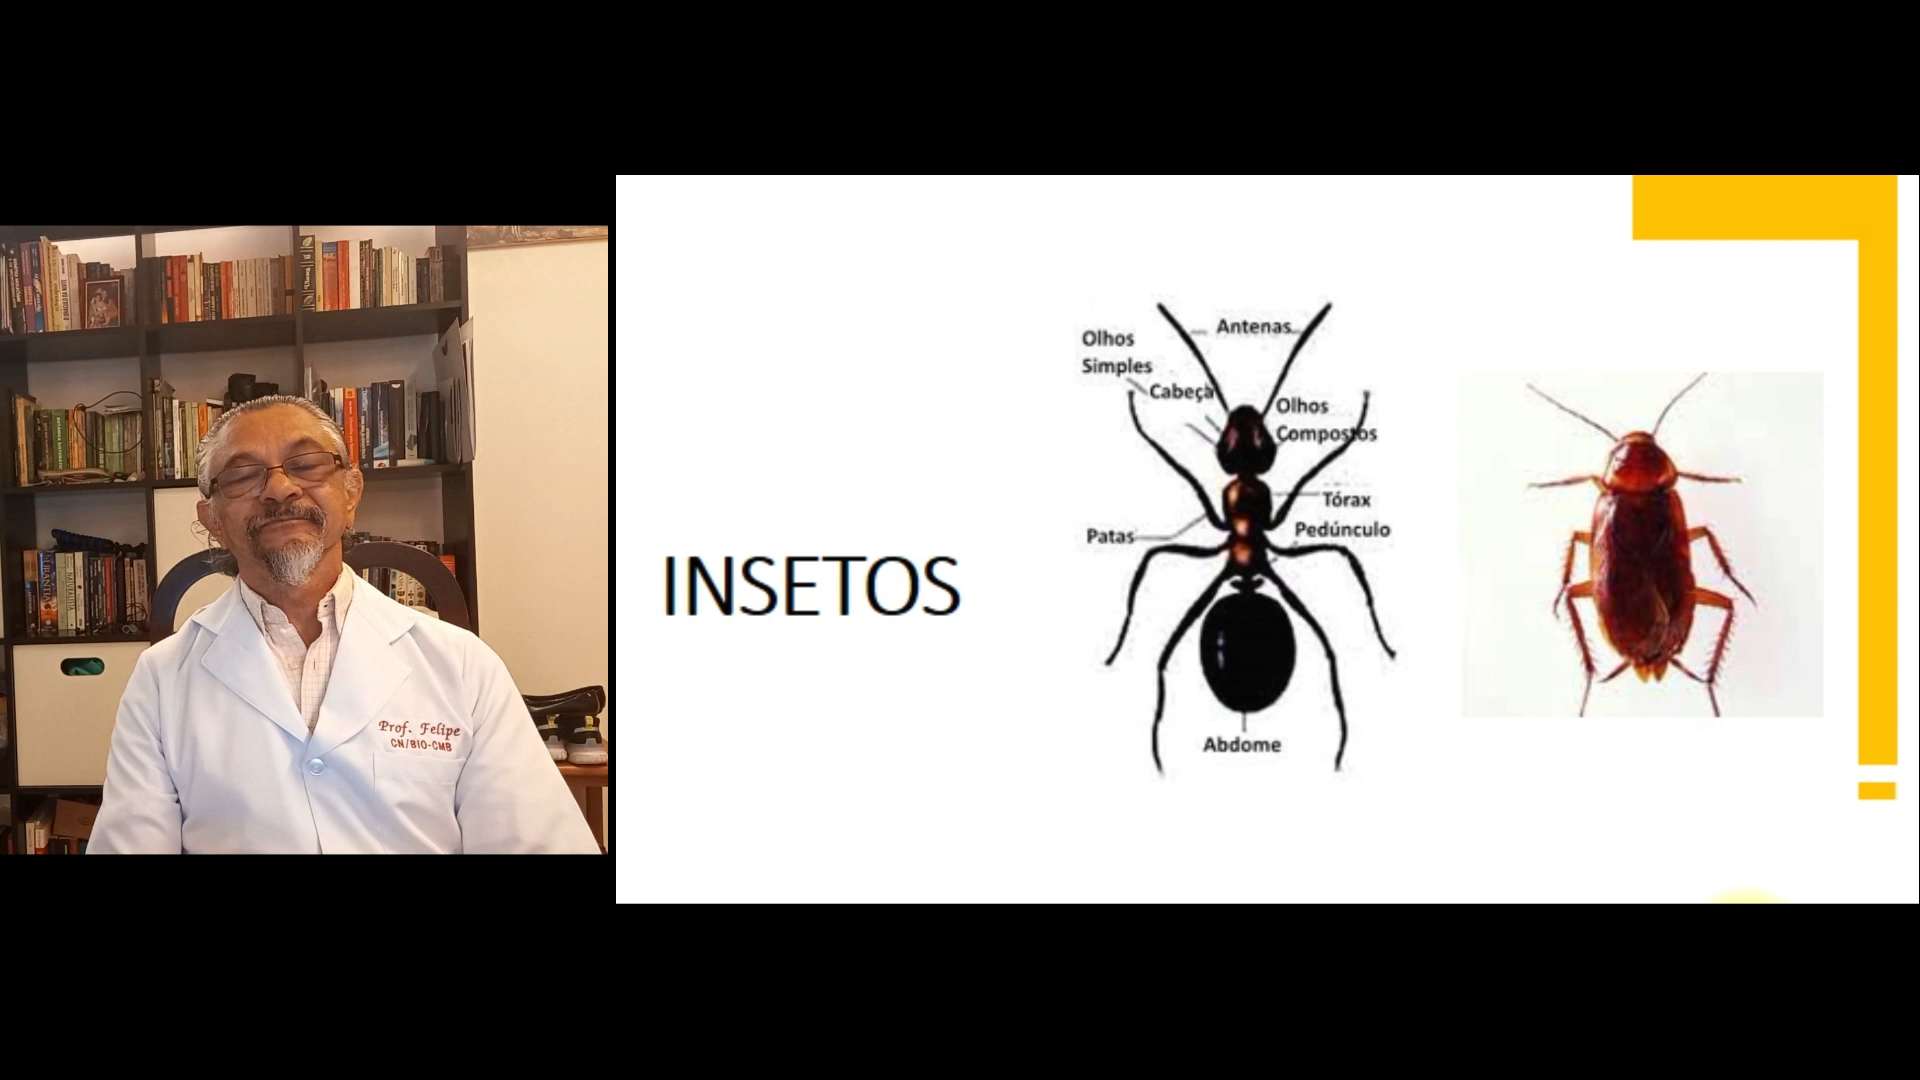 Prof. Felipe
CN/BIO-CMB
INSETOS
Antenas
Olhos
Simples
Cabeça
Olhos
Compostos
Tórax
Pedúnculo
Patas
Abdome